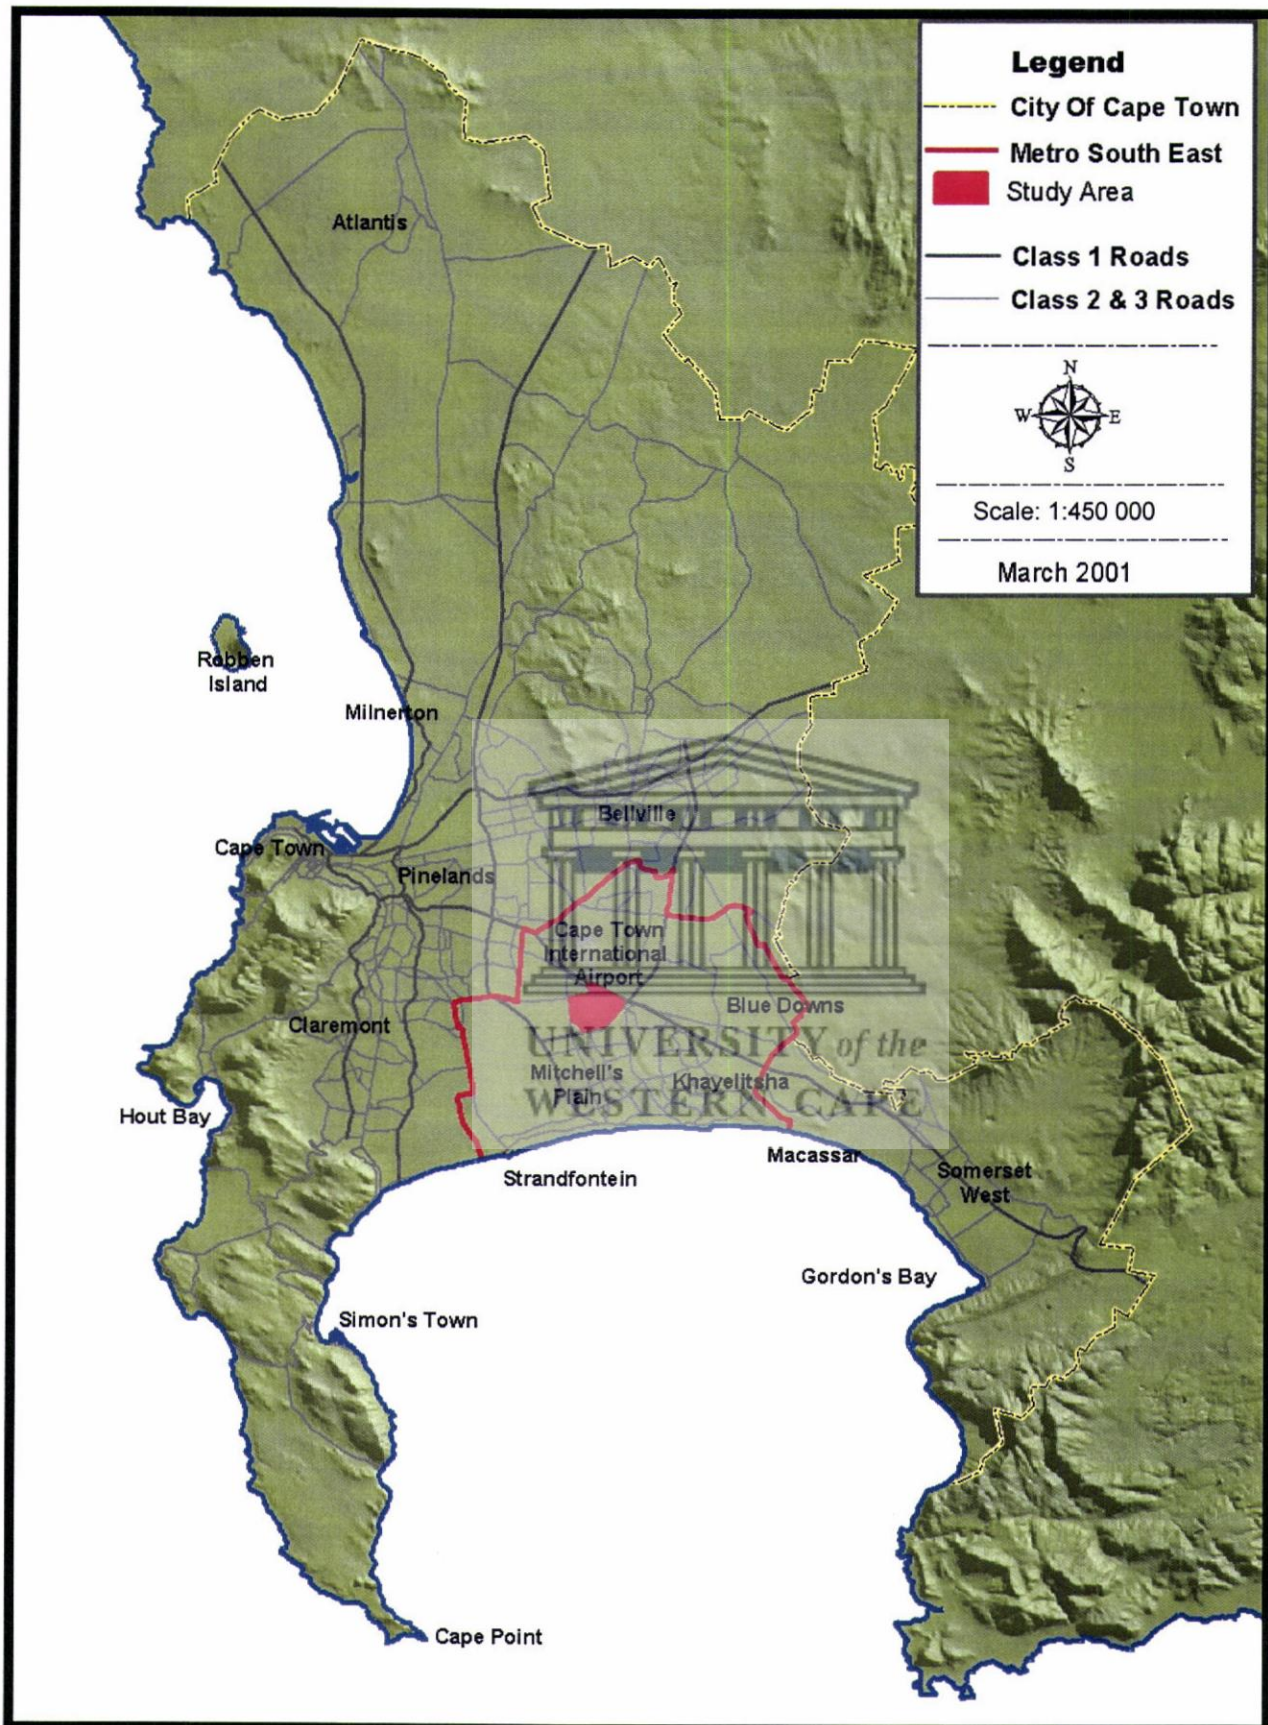 Legend
City Of Cape Town
Metro South East
Study Area
Class 1 Roads
Class 2 & 3 Roads
N
W E
S
Scale: 1:450 000
March 2001
Atlantis
Robben
Island
Milnerton
Bellville
Cape Town
Pinelands
Cape Town
International
Airport
Blue Downs
Claremont
UNIVERSITY of the
Mitchell's
Plain
Khayelitsha
WESTERN CAPE
Hout Bay
Macassar
Strandfontein
Somerset
West
Gordon's Bay
Simon's Town
Cape Point